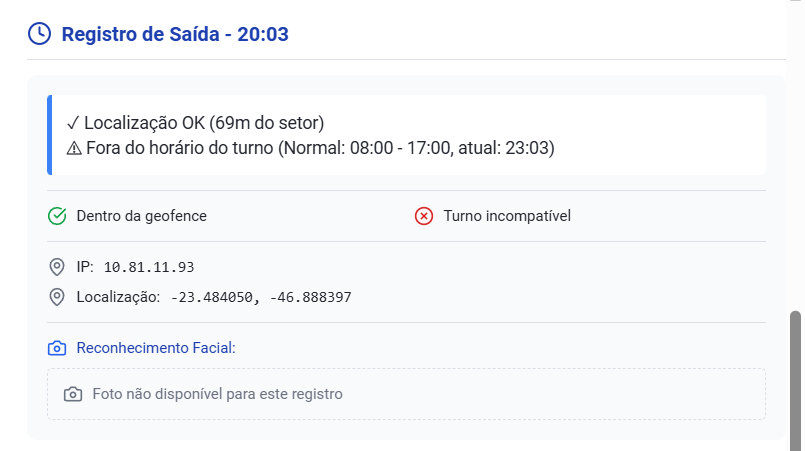 Registro de Saída - 20:03
✓ Localização OK (69m do setor)
⚠ Fora do horário do turno (Normal: 08:00 - 17:00, atual: 23:03)
Dentro da geofence
Turno incompatível
IP: 10.81.11.93
Localização: -23.484050, -46.888397
Reconhecimento Facial:
Foto não disponível para este registro